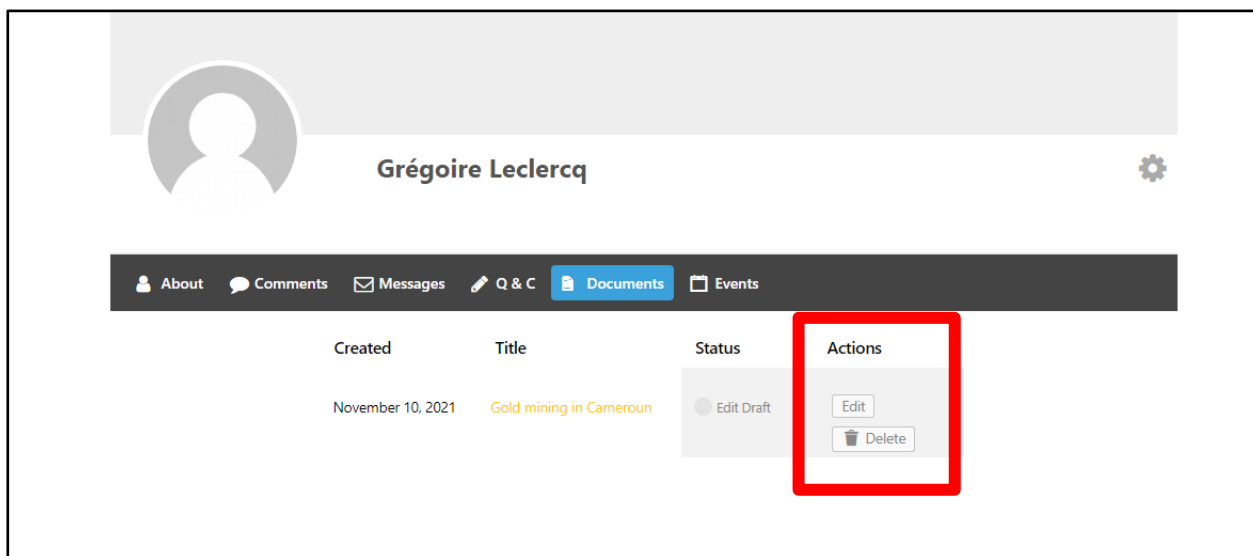 Grégoire Leclercq
About Comments Messages Q & C Documents Events
Created Title Status Actions
November 10, 2021 Gold mining in Cameroun Edit Draft Edit
Delete